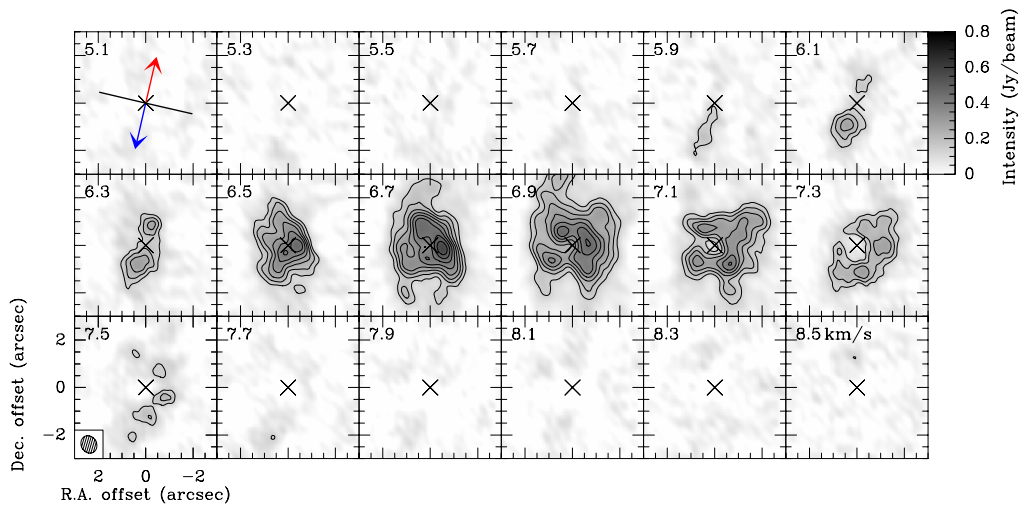 5.1 5.3 5.5 5.7 5.9 6.1
0.8
0.6
0.4
0.2
0
Intensity (Jy/beam)
6.3 6.5 6.7 6.9 7.1 7.3
7.5 7.7 7.9 8.1 8.3 8.5 km/s
2
0
−2
Dec. offset (arcsec)
2 0 −2
R.A. offset (arcsec)